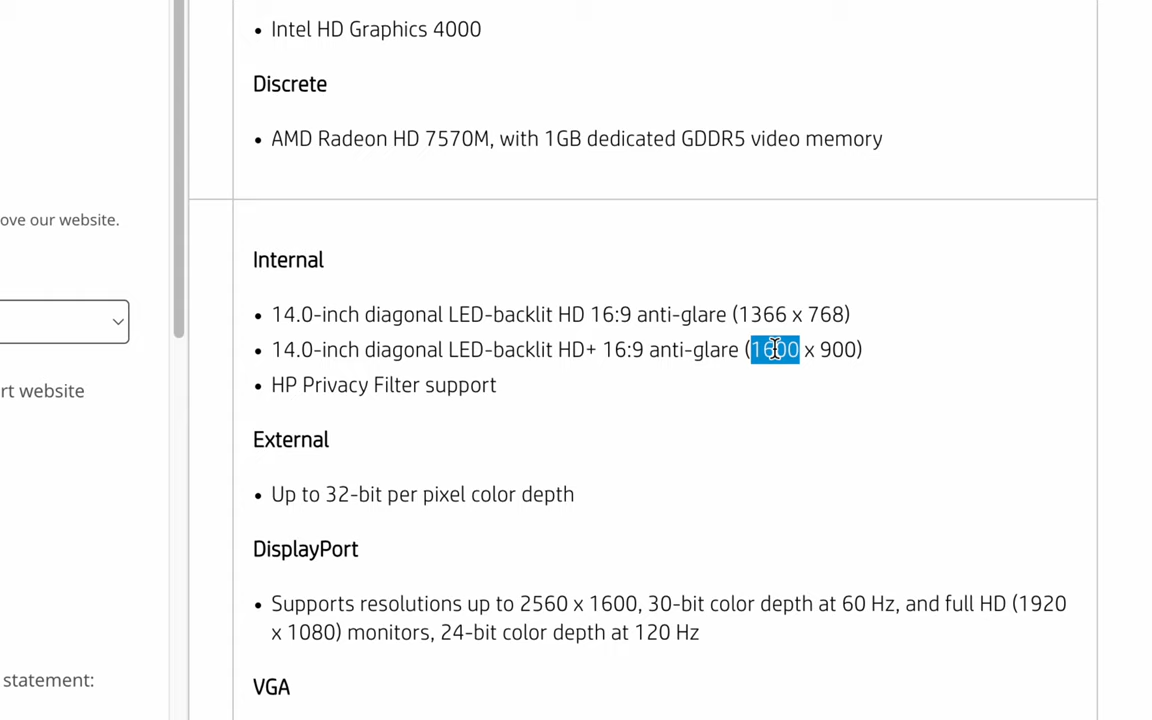 • Intel HD Graphics 4000
Discrete
• AMD Radeon HD 7570M, with 1GB dedicated GDDR5 video memory
ove our website.
Internal
• 14.0-inch diagonal LED-backlit HD 16:9 anti-glare (1366 x 768)
• 14.0-inch diagonal LED-backlit HD+ 16:9 anti-glare (1600 x 900)
• HP Privacy Filter support
rt website
External
• Up to 32-bit per pixel color depth
DisplayPort
• Supports resolutions up to 2560 x 1600, 30-bit color depth at 60 Hz, and full HD (1920
x 1080) monitors, 24-bit color depth at 120 Hz
statement:
VGA